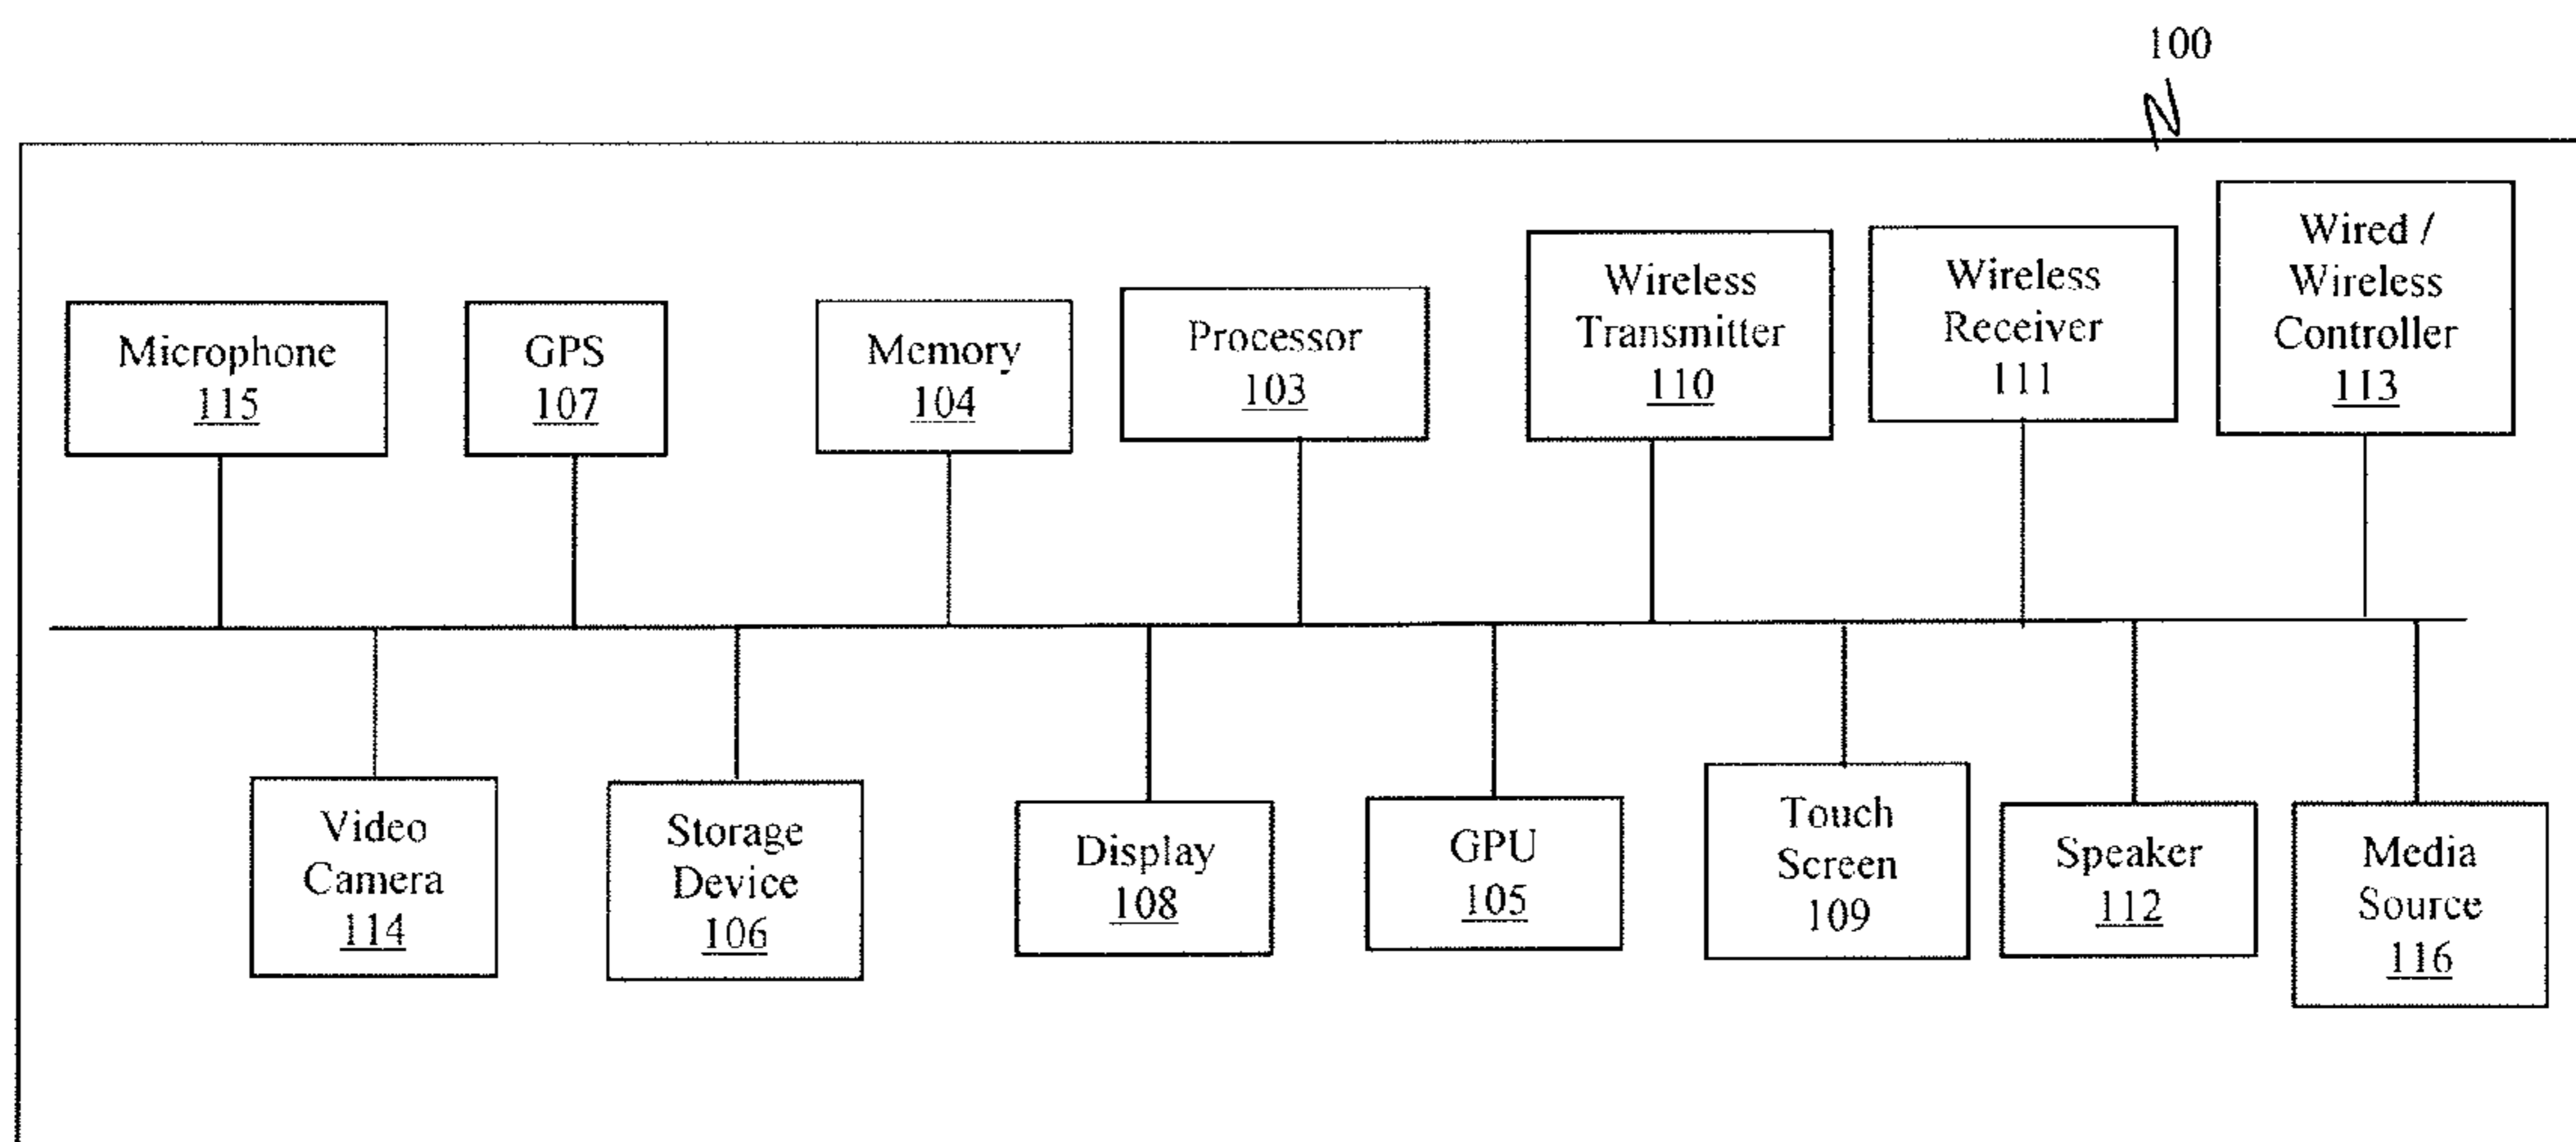 100
Microphone
115
GPS
107
Memory
104
Processor
103
Wireless
Transmitter
110
Wireless
Receiver
111
Wired /
Wireless
Controller
113
Video
Camera
114
Storage
Device
106
Display
108
GPU
105
Touch
Screen
109
Speaker
112
Media
Source
116